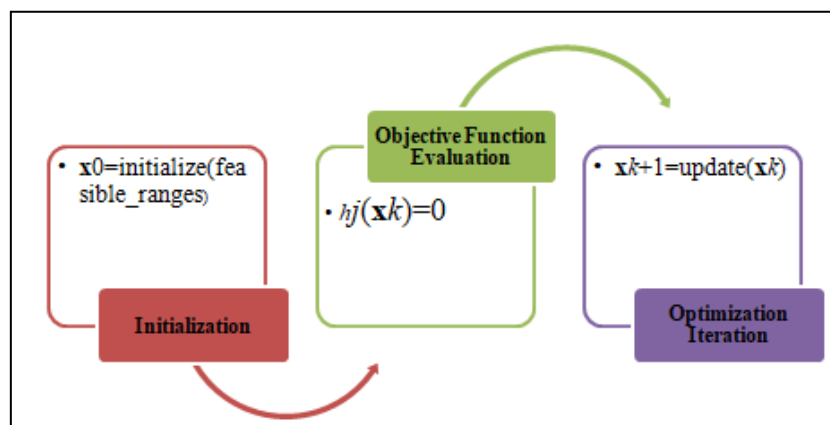 • x0=initialize(fea
sible_ranges)
Initialization
Objective Function
Evaluation
• hj(xk)=0
• xk+1=update(xk)
Optimization
Iteration